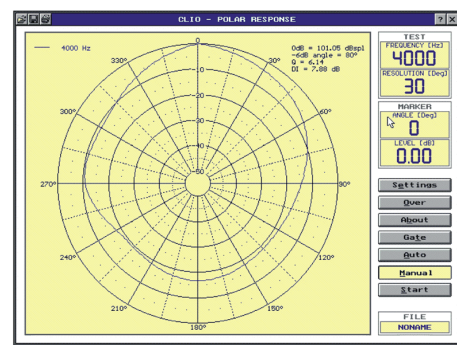 CLIO - POLAR RESPONSE
? x
4000 Hz
0dB = 101.05 dBspl
-6dB angle = 80°
Q = 6.14
DI = 7.88 dB
0
330°
30°
-10
300°
60°
-20
-30
-40
-50
270°
90°
240°
120°
210°
150°
180°
TEST
FREQUENCY [Hz]
4000
RESOLUTION [Deg]
30
MARKER
ANGLE [Deg]
0
LEVEL [dB]
0.00
Settings
Over
About
Gate
Auto
Manual
Start
FILE
NONAME